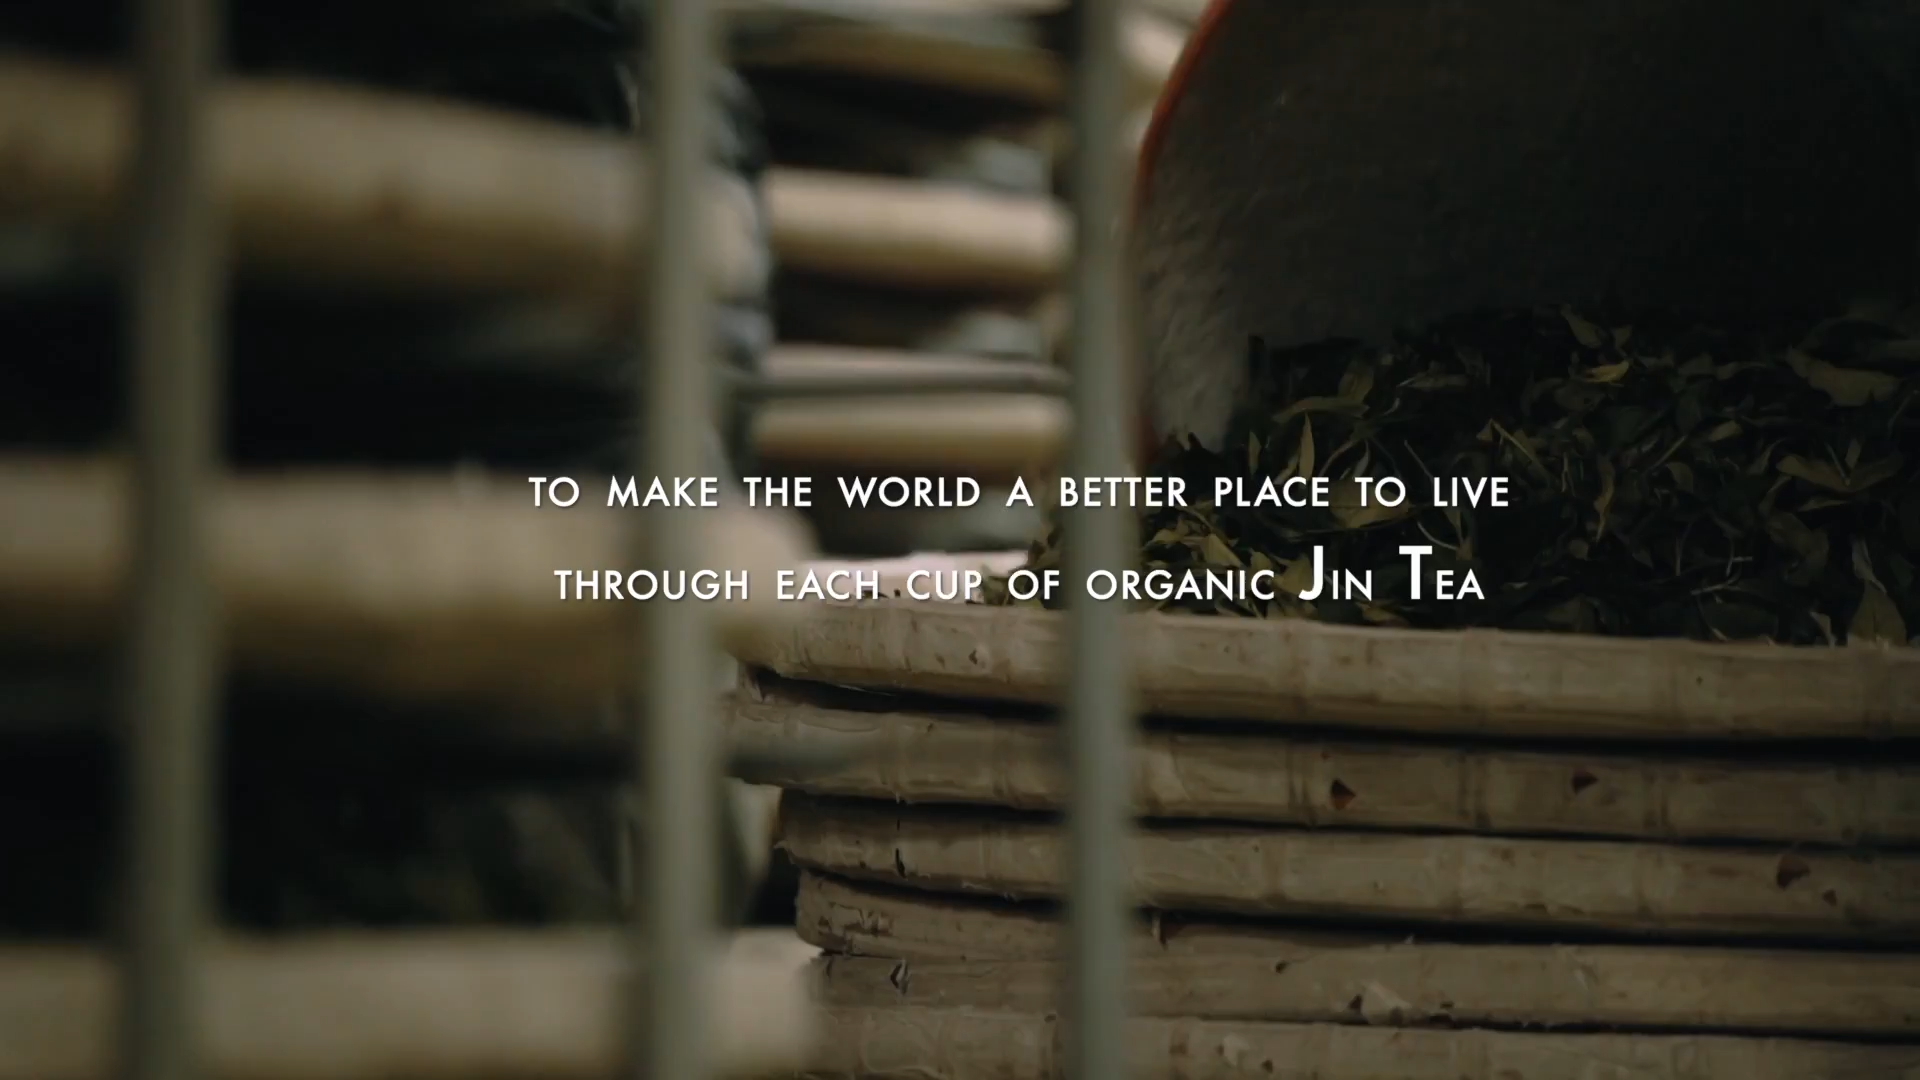 TO MAKE THE WORLD A BETTER PLACE TO LIVE
THROUGH EACH CUP OF ORGANIC JIN TEA